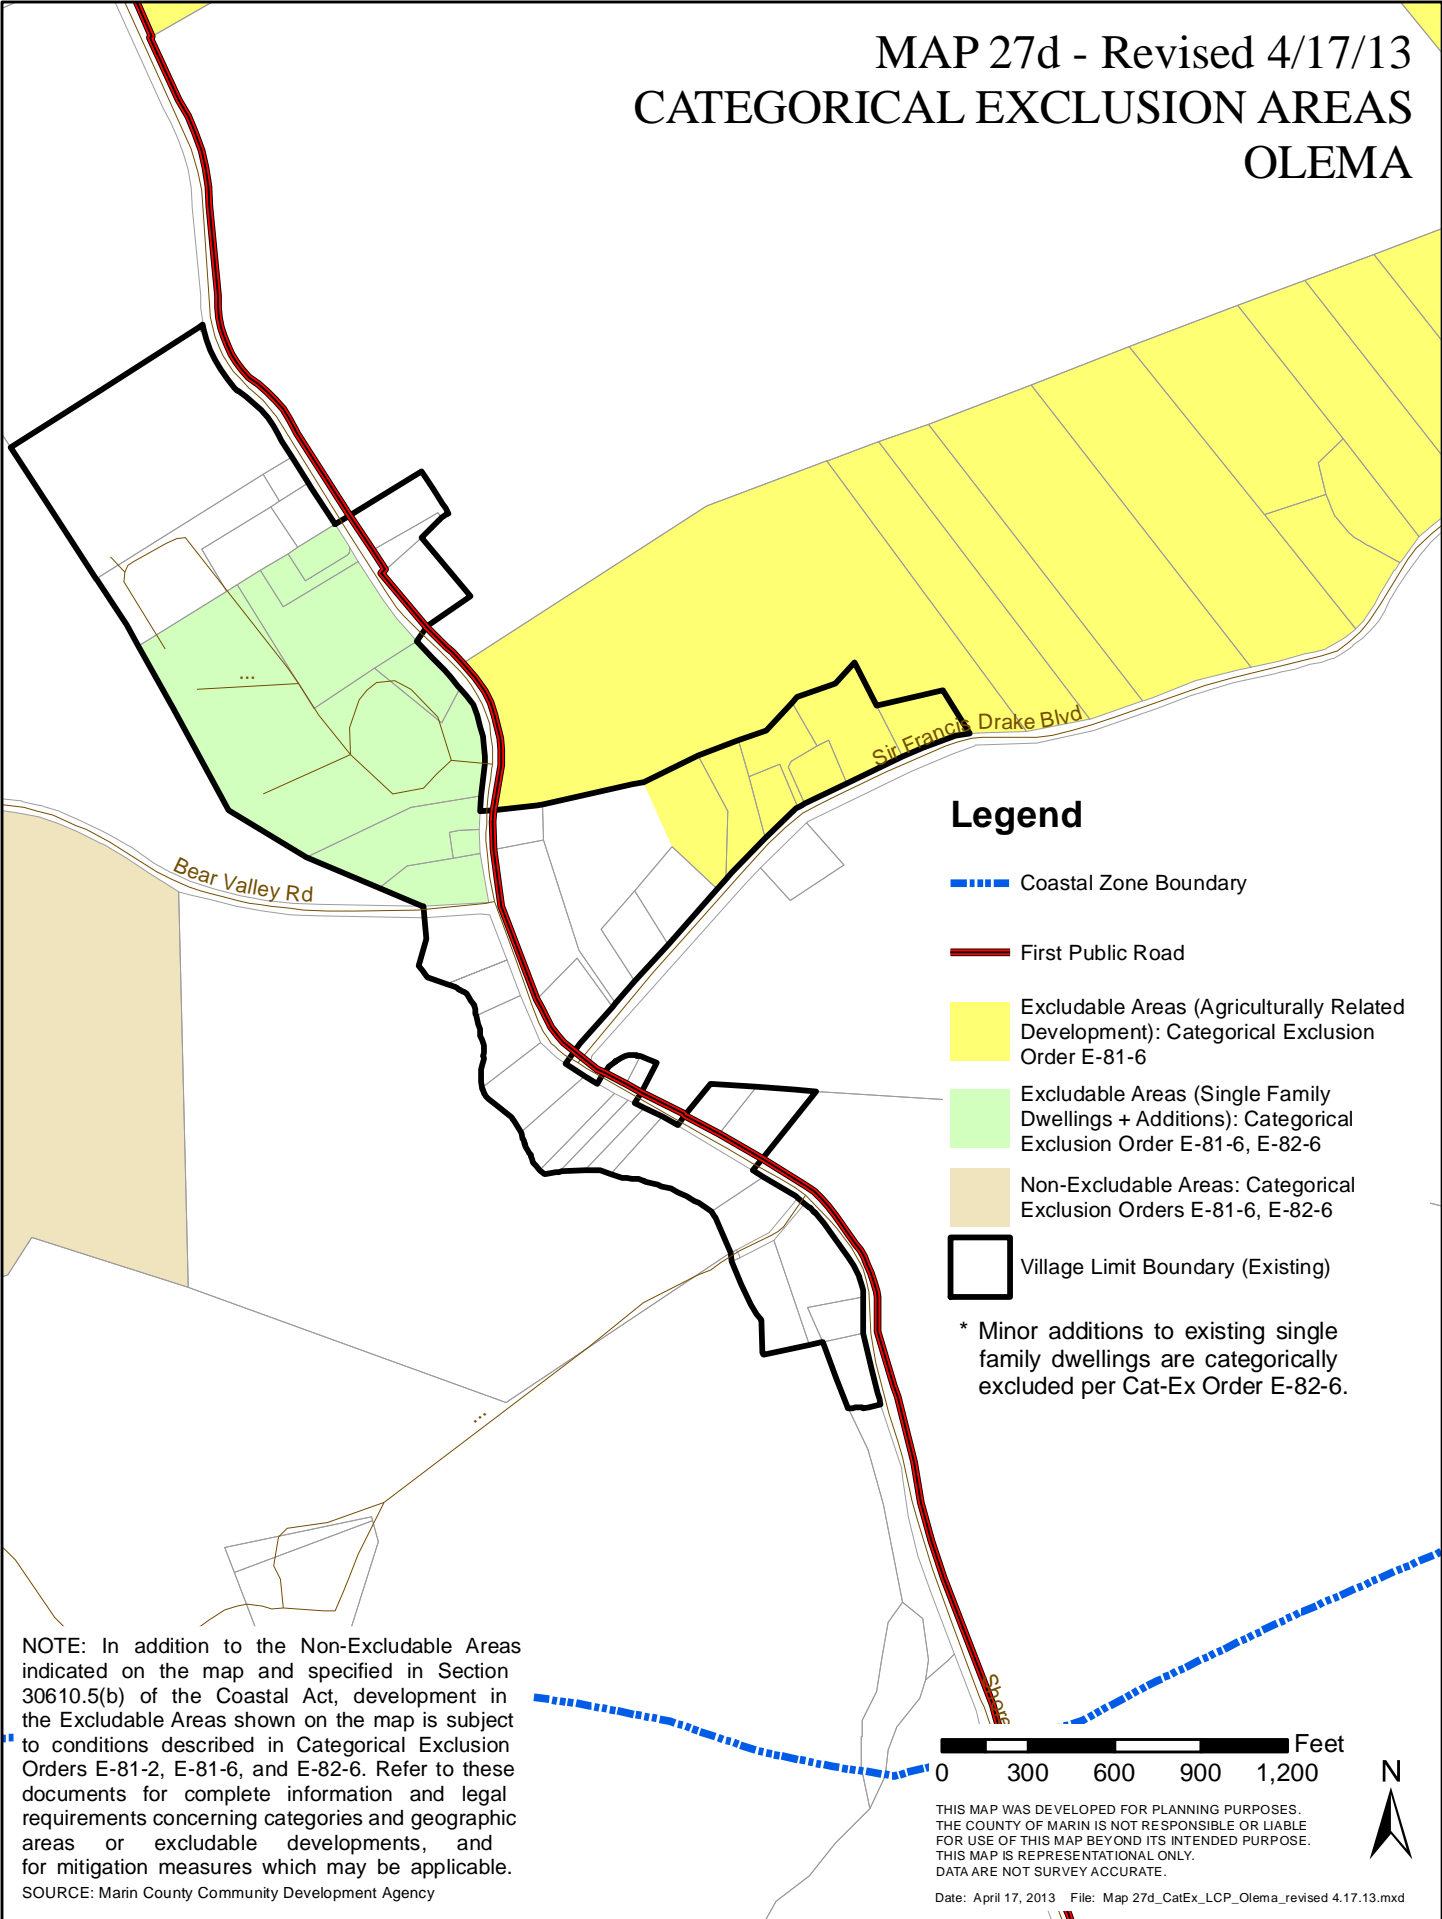 MAP 27d - Revised 4/17/13
CATEGORICAL EXCLUSION AREAS
OLEMA
Sir Francis Drake Blvd
Bear Valley Rd
...
...
Shore
Legend
Coastal Zone Boundary
First Public Road
Excludable Areas (Agriculturally Related
Development): Categorical Exclusion
Order E-81-6
Excludable Areas (Single Family
Dwellings + Additions): Categorical
Exclusion Order E-81-6, E-82-6
Non-Excludable Areas: Categorical
Exclusion Orders E-81-6, E-82-6
Village Limit Boundary (Existing)
* Minor additions to existing single
family dwellings are categorically
excluded per Cat-Ex Order E-82-6.
NOTE: In addition to the Non-Excludable Areas
indicated on the map and specified in Section
30610.5(b) of the Coastal Act, development in
the Excludable Areas shown on the map is subject
to conditions described in Categorical Exclusion
Orders E-81-2, E-81-6, and E-82-6. Refer to these
documents for complete information and legal
requirements concerning categories and geographic
areas or excludable developments, and
for mitigation measures which may be applicable.
SOURCE: Marin County Community Development Agency
Feet
0 300 600 900 1,200
N
THIS MAP WAS DEVELOPED FOR PLANNING PURPOSES.
THE COUNTY OF MARIN IS NOT RESPONSIBLE OR LIABLE
FOR USE OF THIS MAP BEYOND ITS INTENDED PURPOSE.
THIS MAP IS REPRESENTATIONAL ONLY.
DATA ARE NOT SURVEY ACCURATE.
Date: April 17, 2013 File: Map 27d_CatEx_LCP_Olema_revised 4.17.13.mxd